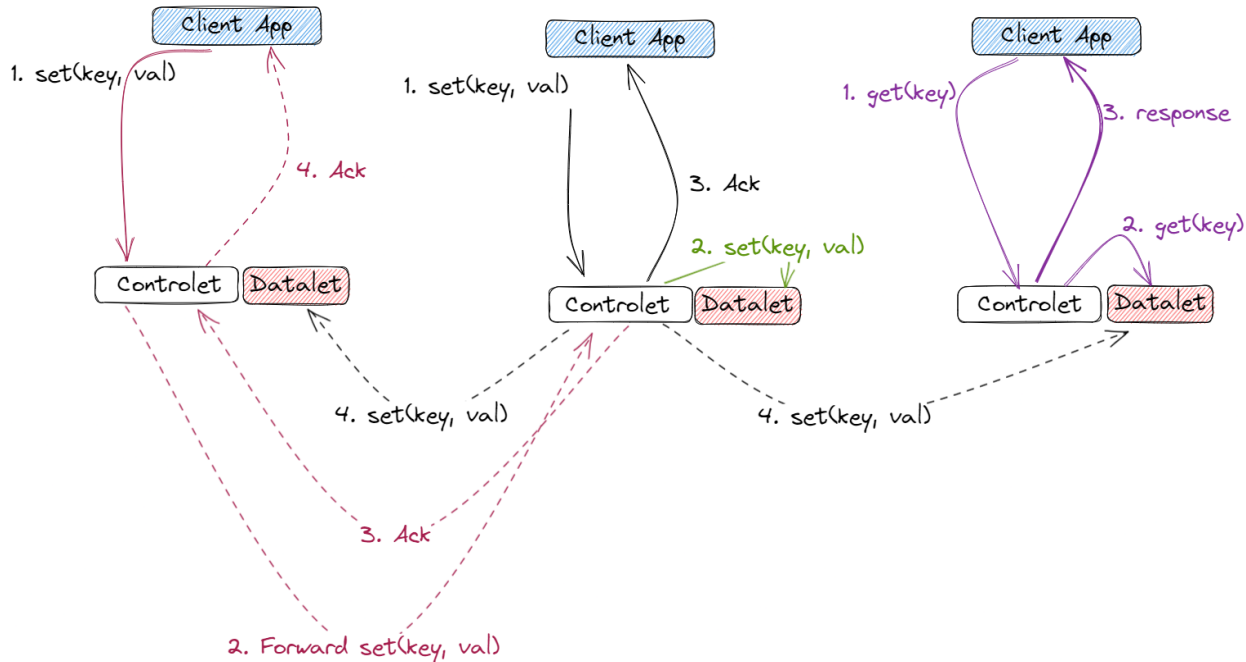 Client App
1. set(key, val)
4. Ack
Controlet
Datalet
Client App
1. set(key, val)
3. Ack
2. set(key, val)
Controlet
Datalet
Client App
1. get(key)
3. response
2. get(key)
Controlet
Datalet
4. set(key, val)
4. set(key, val)
3. Ack
2. Forward set(key, val)